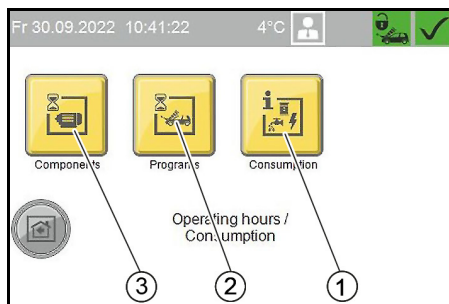 Fr 30.09.2022 10:41:22 4°C
Components Programs Consumption
Operating hours /
Consumption
3 2 1